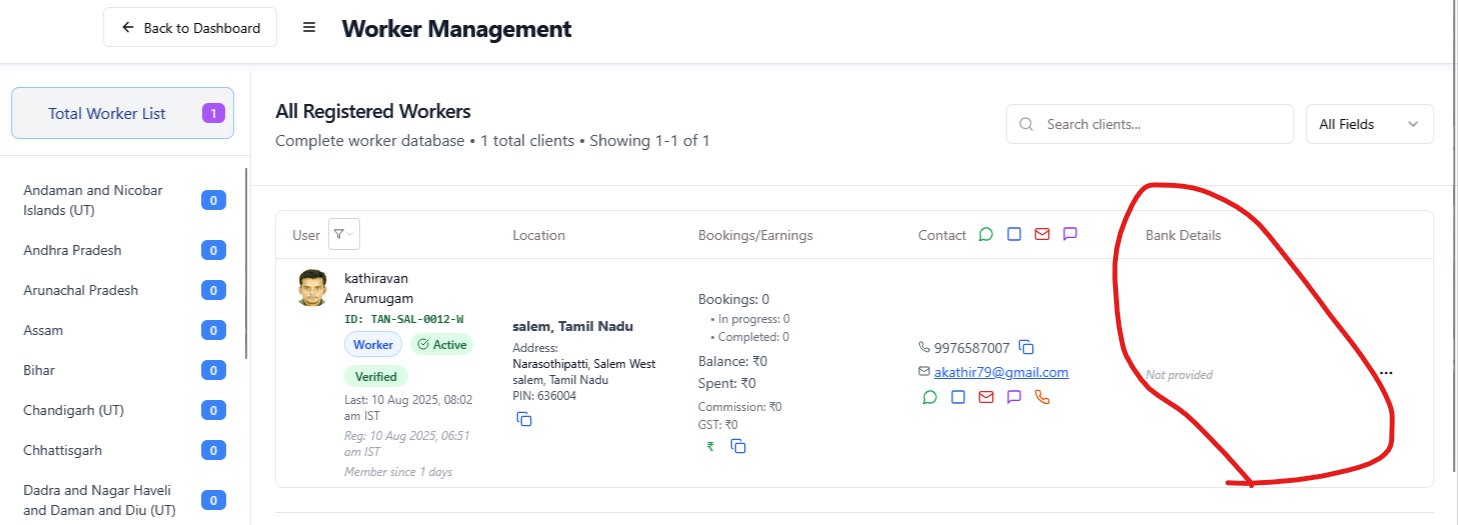 Back to Dashboard
Worker Management
Total Worker List 1
Andaman and Nicobar
Islands (UT) 0
Andhra Pradesh 0
Arunachal Pradesh 0
Assam 0
Bihar 0
Chandigarh (UT) 0
Chhattisgarh 0
Dadra and Nagar Haveli
and Daman and Diu (UT) 0
All Registered Workers
Complete worker database • 1 total clients • Showing 1-1 of 1
Search clients...
All Fields
User Location Bookings/Earnings Contact Bank Details
kathiravan
Arumugam
ID: TAN-SAL-0012-W
Worker Active
Verified
Last: 10 Aug 2025, 08:02
am IST
Reg: 10 Aug 2025, 06:51
am IST
Member since 1 days
salem, Tamil Nadu
Address:
Narasothipatti, Salem West
salem, Tamil Nadu
PIN: 636004
Bookings: 0
• In progress: 0
• Completed: 0
Balance: ₹0
Spent: ₹0
Commission: ₹0
GST: ₹0
₹
9976587007
akathir79@gmail.com
Not provided
...